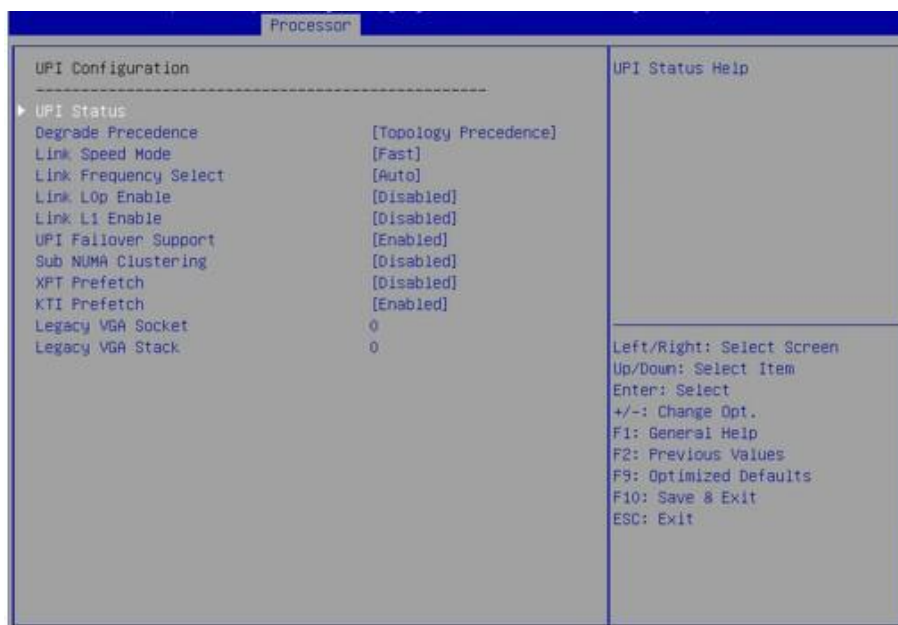 Processor
UPI Configuration
--------------------------------------------------
UPI Status
Degrade Precedence [Topology Precedence]
Link Speed Mode [Fast]
Link Frequency Select [Auto]
Link L0p Enable [Disabled]
Link L1 Enable [Disabled]
UPI Failover Support [Enabled]
Sub NUMA Clustering [Disabled]
XPT Prefetch [Disabled]
KTI Prefetch [Enabled]
Legacy VGA Socket 0
Legacy VGA Stack 0
UPI Status Help
Left/Right: Select Screen
Up/Down: Select Item
Enter: Select
+/-: Change Opt.
F1: General Help
F2: Previous Values
F9: Optimized Defaults
F10: Save & Exit
ESC: Exit